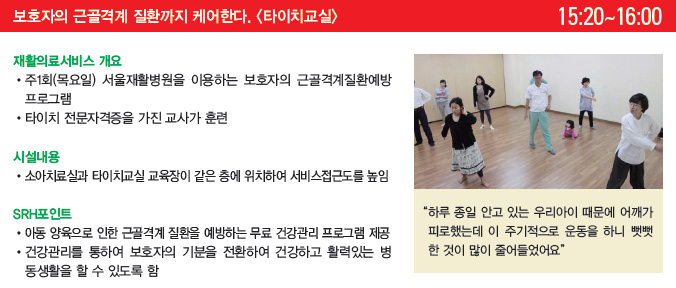 보호자의 근골격계 질환까지 케어한다. <타이치교실>
15:20~16:00
재활의료서비스 개요
• 주1회(목요일) 서울재활병원을 이용하는 보호자의 근골격계질환예방
프로그램
• 타이치 전문자격증을 가진 교사가 훈련
시설내용
• 소아치료실과 타이치교실 교육장이 같은 층에 위치하여 서비스접근도를 높임
SRH포인트
• 아동 양육으로 인한 근골격계 질환을 예방하는 무료 건강관리 프로그램 제공
• 건강관리를 통하여 보호자의 기분을 전환하여 건강하고 활력있는 병
동생활을 할 수 있도록 함
“하루 종일 안고 있는 우리아이 때문에 어깨가
피로했는데 이 주기적으로 운동을 하니 뻣뻣
한 것이 많이 줄어들었어요”